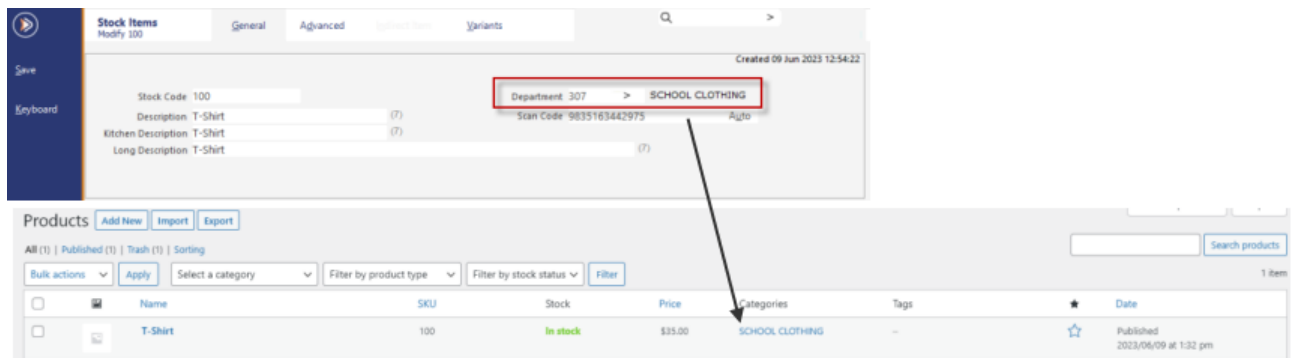 Stock Items
Modify 100
General Advanced Variants >
Created 09 Jun 2023 12:54:22
Save
Keyboard
Stock Code 100
Department 307 > SCHOOL CLOTHING
Description T-Shirt (7)
Scan Code 9835163442975 Auto
Kitchen Description T-Shirt (7)
Long Description T-Shirt (7)
Products Add New Import Export
All (1) | Published (1) | Trash (1) | Sorting
Search products
Bulk actions Apply Select a category Filter by product type Filter by stock status Filter
1 item
Name SKU Stock Price Categories Tags ★ Date
T-Shirt 100 In stock $35.00 SCHOOL CLOTHING – Published
2023/06/09 at 1:32 pm